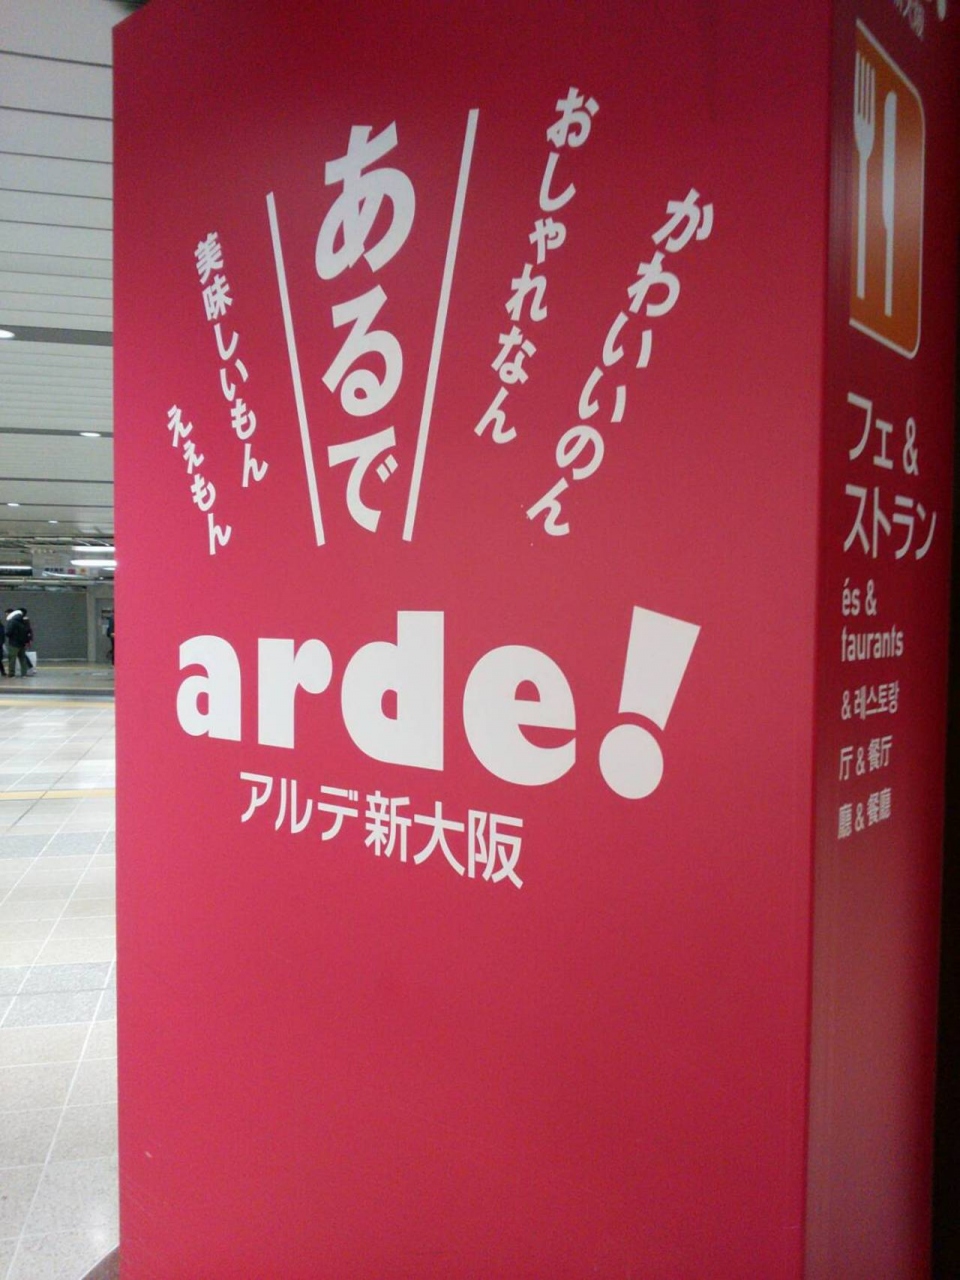 かわいいのん
おしゃれなん
あるで
美味しいもん
ええもん
arde!
アルデ新大阪
フェ &
ストラン
és &
taurants
& 레스토랑
厅 & 餐厅
廳 & 餐廳